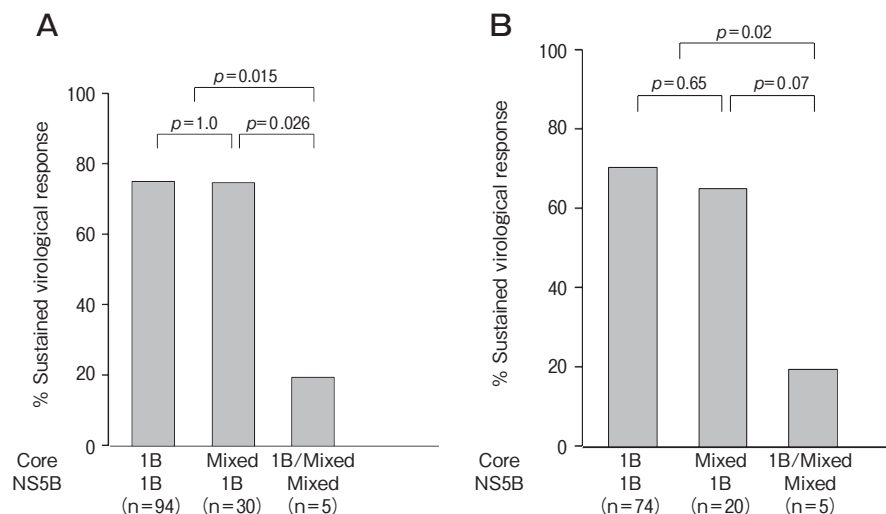 A
p=0.015
p=1.0
p=0.026
% Sustained virological response
100
80
60
40
20
0
Core 1B Mixed 1B/Mixed
NS5B 1B 1B Mixed
(n=94) (n=30) (n=5)
B
p=0.02
p=0.65
p=0.07
% Sustained virological response
100
80
60
40
20
0
Core 1B Mixed 1B/Mixed
NS5B 1B 1B Mixed
(n=74) (n=20) (n=5)